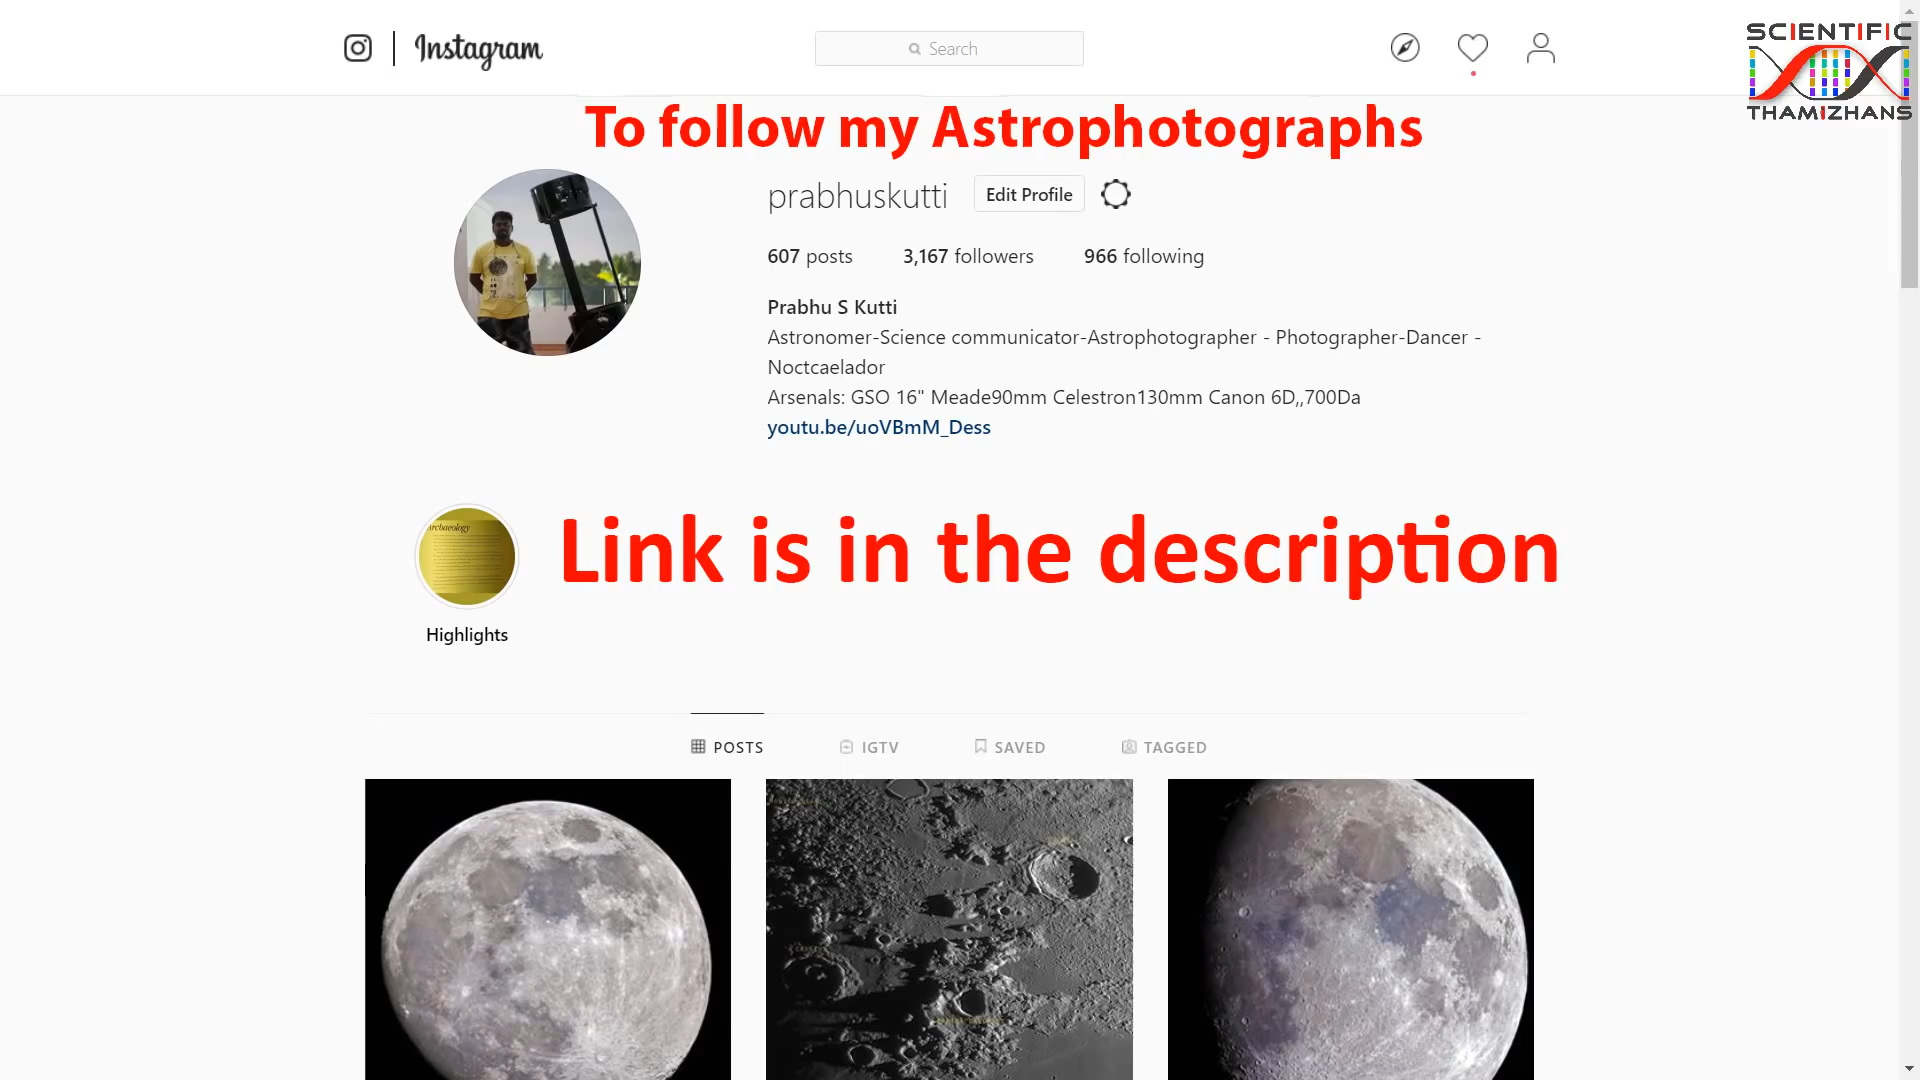 Instagram
Search
SCIENTIFIC
THAMIZHANS
To follow my Astrophotographs
prabhuskutti
Edit Profile
607 posts 3,167 followers 966 following
Prabhu S Kutti
Astronomer-Science communicator-Astrophotographer - Photographer-Dancer -
Noctcaelador
Arsenals: GSO 16" Meade90mm Celestron130mm Canon 6D,,700Da
youtu.be/uoVBmM_Dess
Archaeology
Link is in the description
Highlights
POSTS IGTV SAVED TAGGED